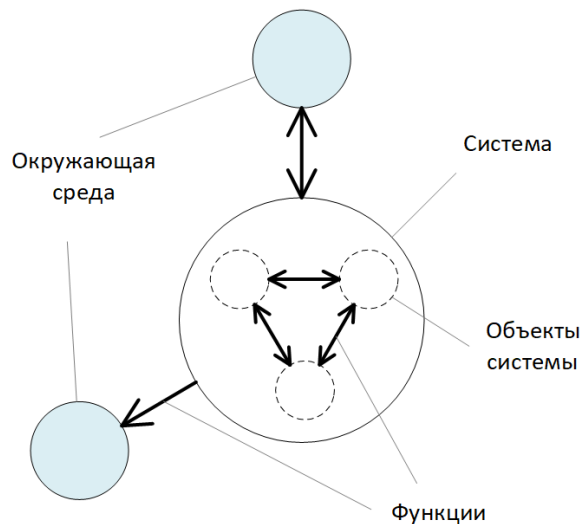 Окружающая
среда
Система
Объекты
системы
Функции